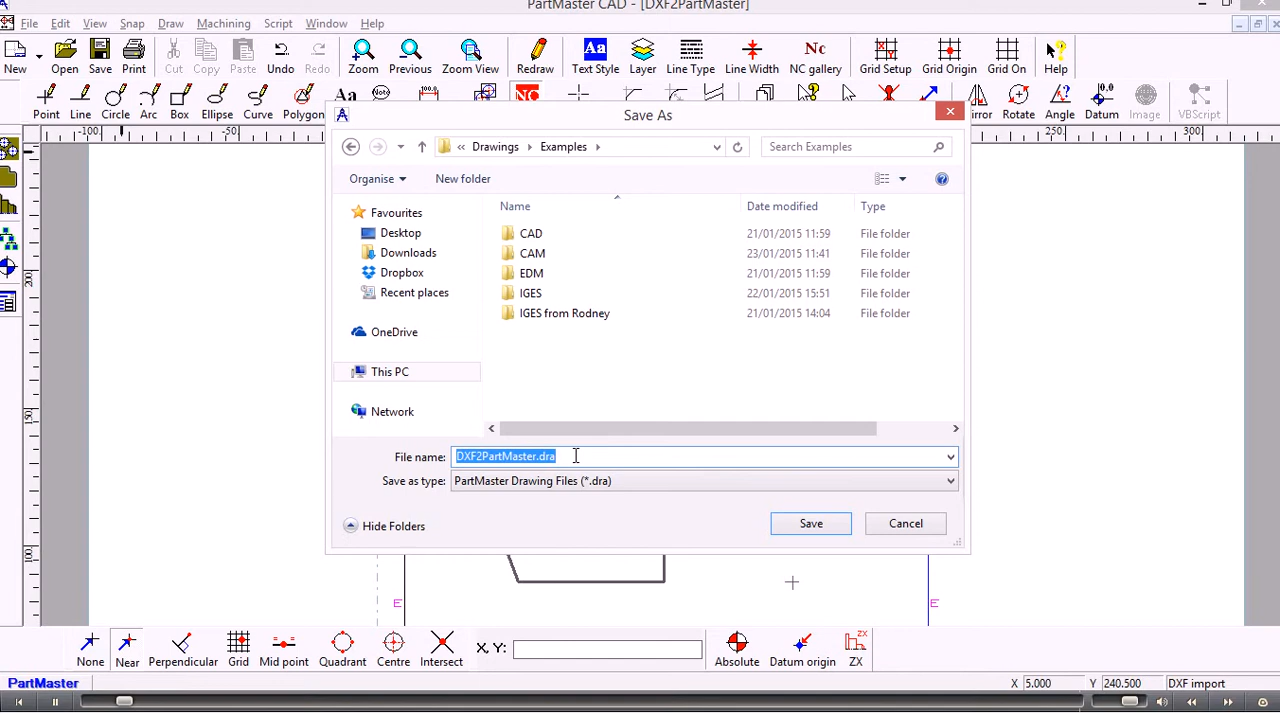 PartMaster CAD - [DXF2PartMaster]
File Edit View Snap Draw Machining Script Window Help
New Open Save Print Cut Copy Paste Undo Redo Zoom Previous Zoom View Redraw Text Style Layer Line Type Line Width NC gallery Grid Setup Grid Origin Grid On Help
Point Line Circle Arc Box Ellipse Curve Polygon Mirror Rotate Angle Datum Image VBScript
-100 -50 250. 300.
200
150
100
Save As
« Drawings Examples Search Examples
Organise New folder
Name Date modified Type
Favourites
Desktop
Downloads
Dropbox
Recent places
OneDrive
This PC
Network
CAD 21/01/2015 11:59 File folder
CAM 23/01/2015 11:41 File folder
EDM 21/01/2015 11:59 File folder
IGES 22/01/2015 15:51 File folder
IGES from Rodney 21/01/2015 14:04 File folder
File name: DXF2PartMaster.dra
Save as type: PartMaster Drawing Files (*.dra)
Hide Folders Save Cancel
E E
None Near Perpendicular Grid Mid point Quadrant Centre Intersect X, Y: Absolute Datum origin ZX
PartMaster X 5.000 Y 240.500 DXF import